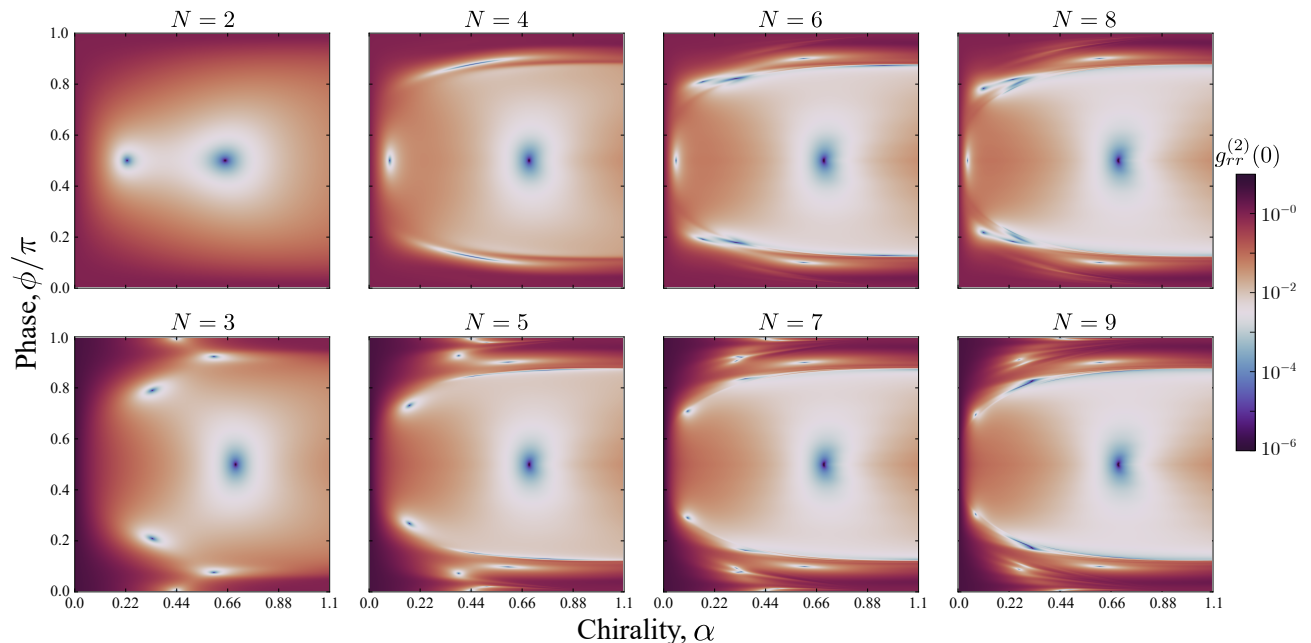 N = 2
N = 4
N = 6
N = 8
1.0
0.8
0.6
0.4
0.2
0.0
g_{rr}^{(2)}(0)
10^{-0}
10^{-2}
10^{-4}
10^{-6}
Phase, ϕ/π
N = 3
N = 5
N = 7
N = 9
1.0
0.8
0.6
0.4
0.2
0.0
0.0 0.22 0.44 0.66 0.88 1.1
0.0 0.22 0.44 0.66 0.88 1.1
0.0 0.22 0.44 0.66 0.88 1.1
0.0 0.22 0.44 0.66 0.88 1.1
Chirality, α